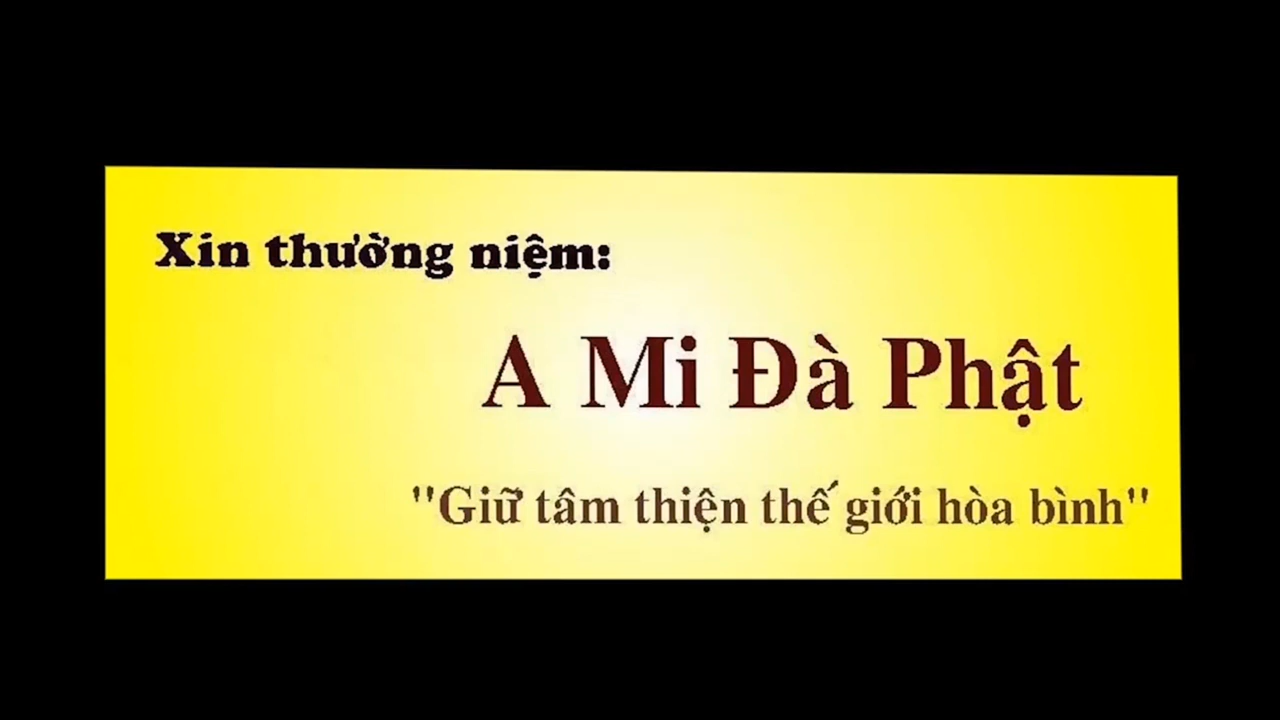 Xin thường niệm:
A Mi Đà Phật
"Giữ tâm thiện thế giới hòa bình"